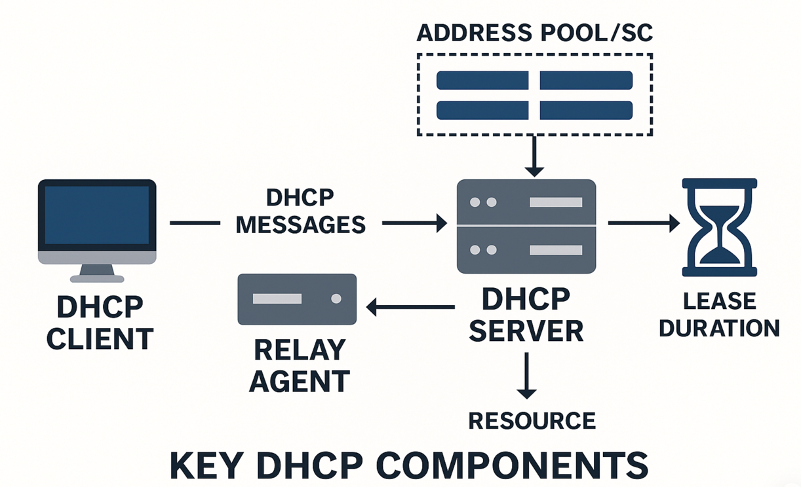 ADDRESS POOL/SC
DHCP
MESSAGES
DHCP
CLIENT
RELAY
AGENT
DHCP
SERVER
LEASE
DURATION
RESOURCE
KEY DHCP COMPONENTS